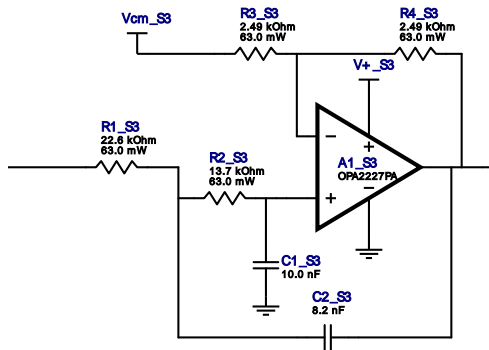 Vcm_S3
R3_S3
2.49 kOhm
63.0 mW
R4_S3
2.49 kOhm
63.0 mW
V+_S3
R1_S3
22.6 kOhm
63.0 mW
R2_S3
13.7 kOhm
63.0 mW
A1_S3
OPA2227PA
C1_S3
10.0 nF
C2_S3
8.2 nF